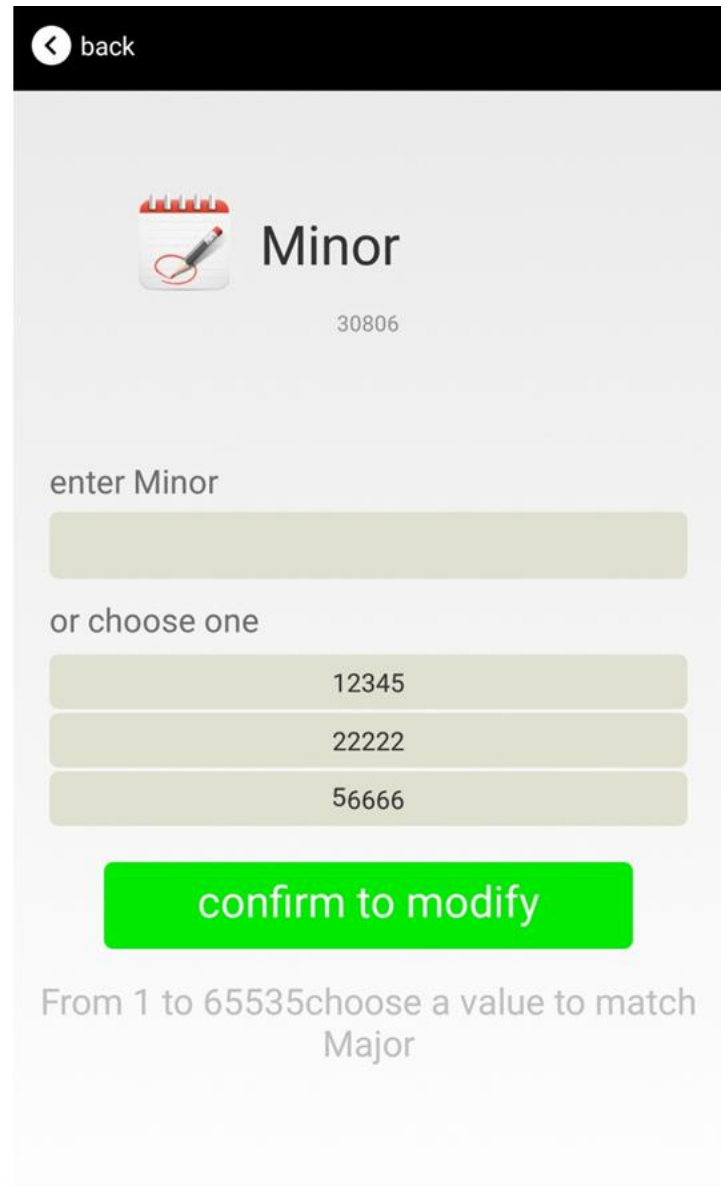 back
Minor
30806
enter Minor
or choose one
12345
22222
56666
confirm to modify
From 1 to 65535choose a value to match
Major